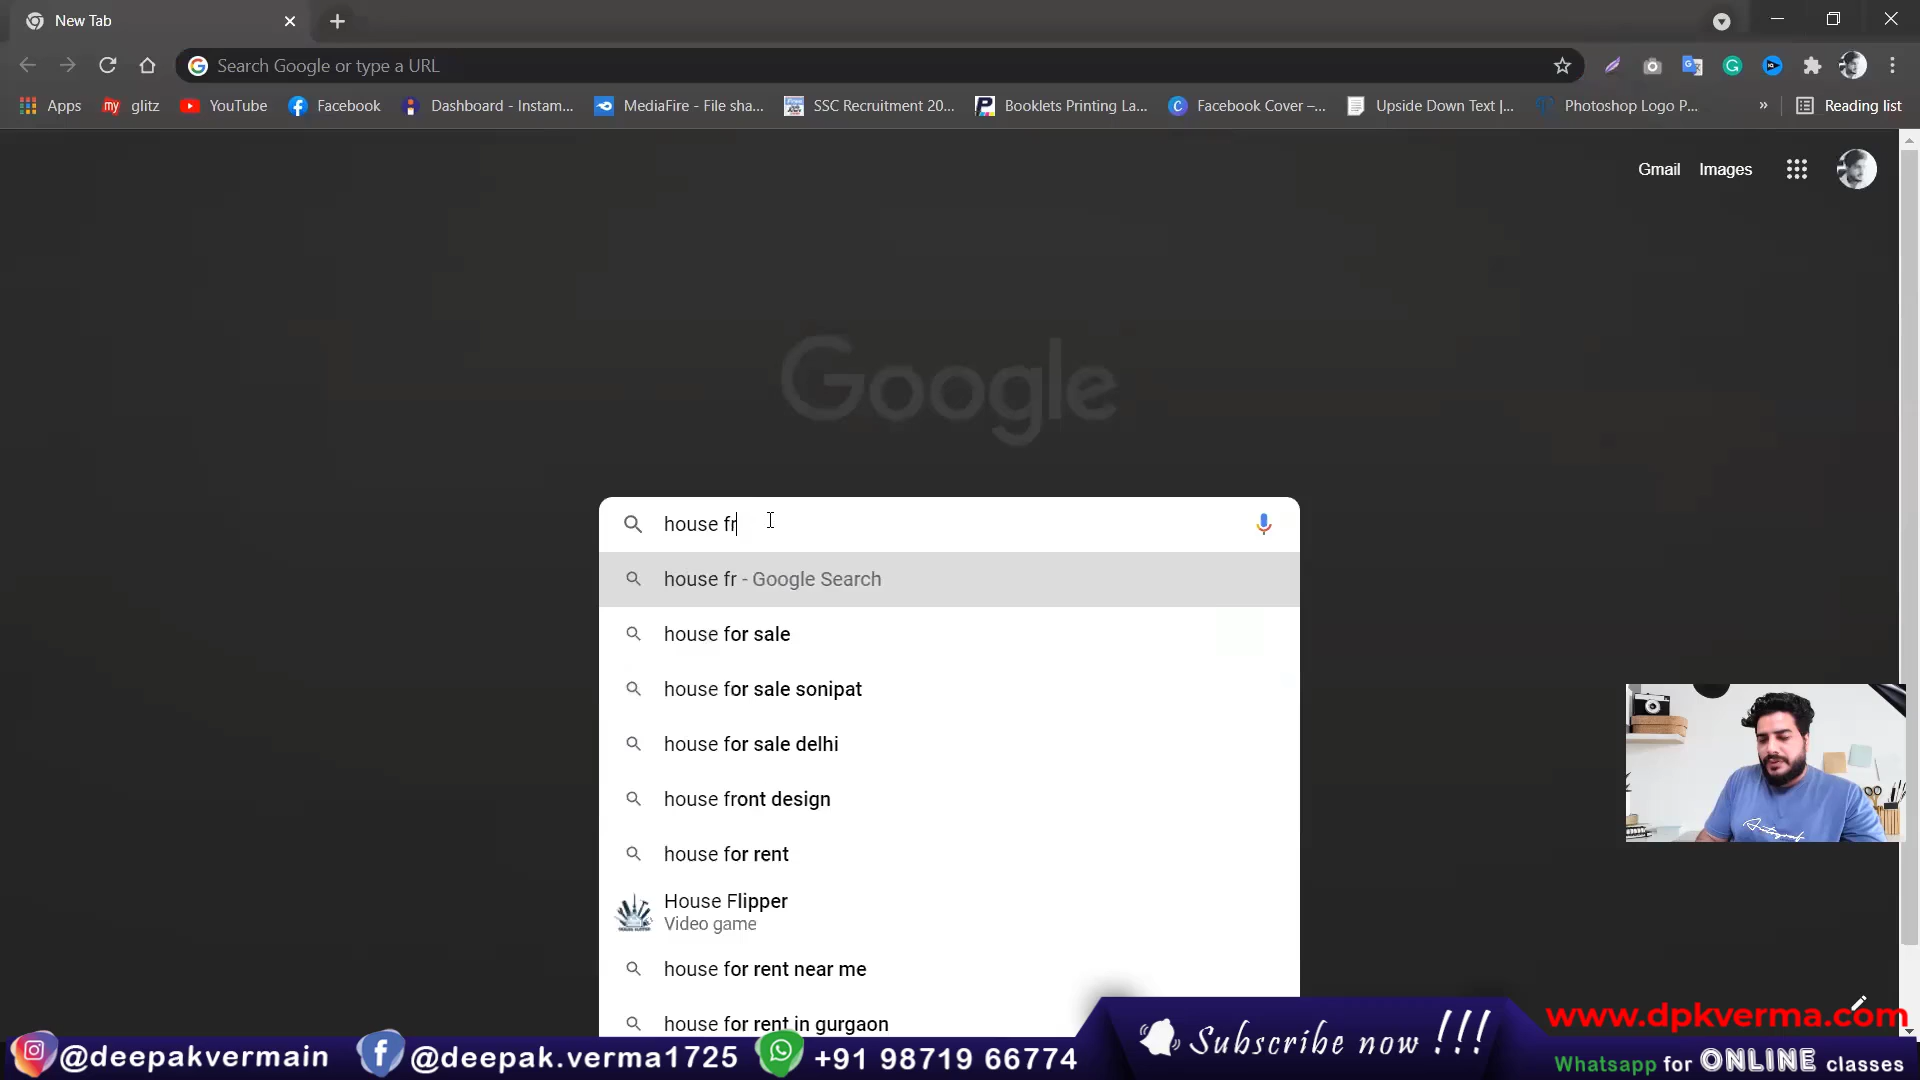 New Tab
Search Google or type a URL
Apps
my glitz
YouTube
Facebook
Dashboard - Instam...
MediaFire - File sha...
SSC Recruitment 20...
Booklets Printing La...
C Facebook Cover –...
Upside Down Text |...
Photoshop Logo P...
»
Reading list
Gmail Images
Google
house fr
house fr - Google Search
house for sale
house for sale sonipat
house for sale delhi
house front design
house for rent
House Flipper
Video game
house for rent near me
house for rent in gurgaon
@deepakvermain
@deepak.verma1725
+91 98719 66774
Subscribe now !!!
www.dpkverma.com
Whatsapp for ONLINE classes